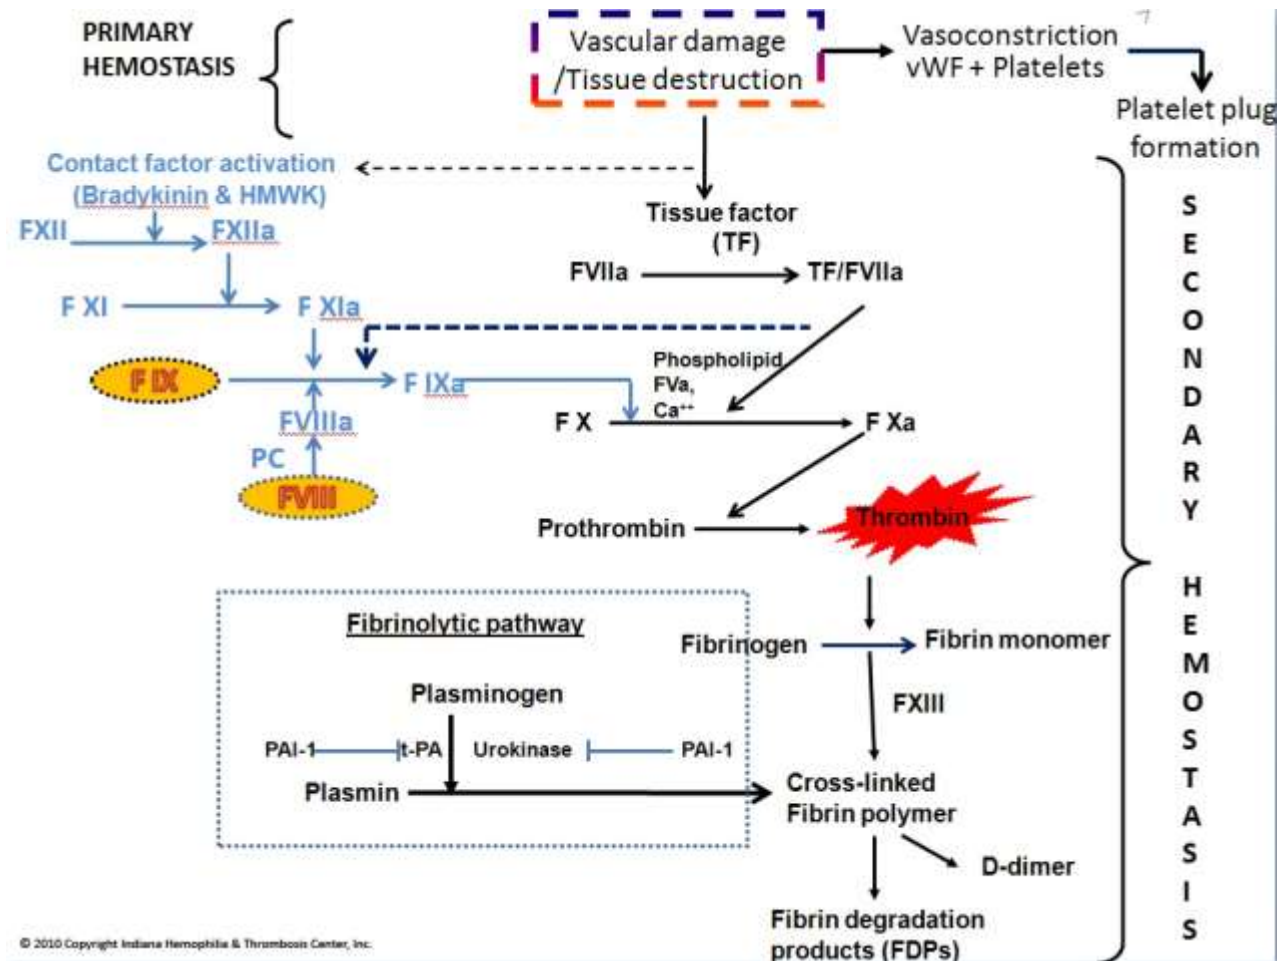 PRIMARY
HEMOSTASIS
Vascular damage
/Tissue destruction
Vasoconstriction
vWF + Platelets
Platelet plug
formation
Contact factor activation
(Bradykinin & HMWK)
FXII
FXIIa
Tissue factor
(TF)
FVIIa
TF/FVIIa
F XI
F XIa
Phospholipid
FVa,
Ca++
F IX
F IXa
FVIIIa
F X
F Xa
PC
FVIII
Prothrombin
Thrombin
Fibrinolytic pathway
Fibrinogen
Fibrin monomer
Plasminogen
FXIII
PAI-1
t-PA
Urokinase
PAI-1
Plasmin
Cross-linked
Fibrin polymer
D-dimer
Fibrin degradation
products (FDPs)
SECONDARY
HEMOSTASIS
© 2010 Copyright Indiana Hemophilia & Thrombosis Center, Inc.